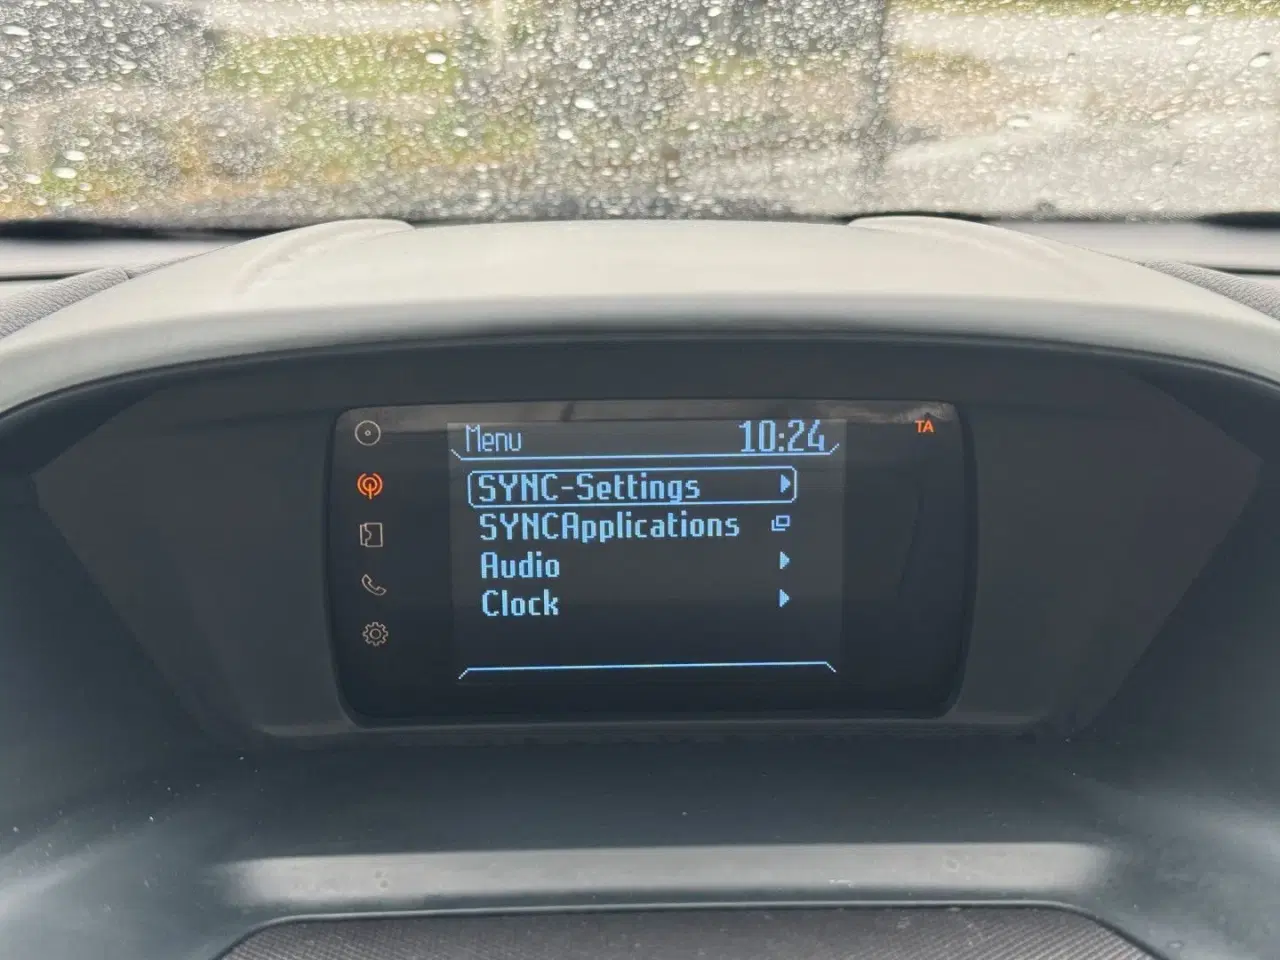 Menu 10:24
TA
SYNC-Settings
SYNCApplications
Audio
Clock